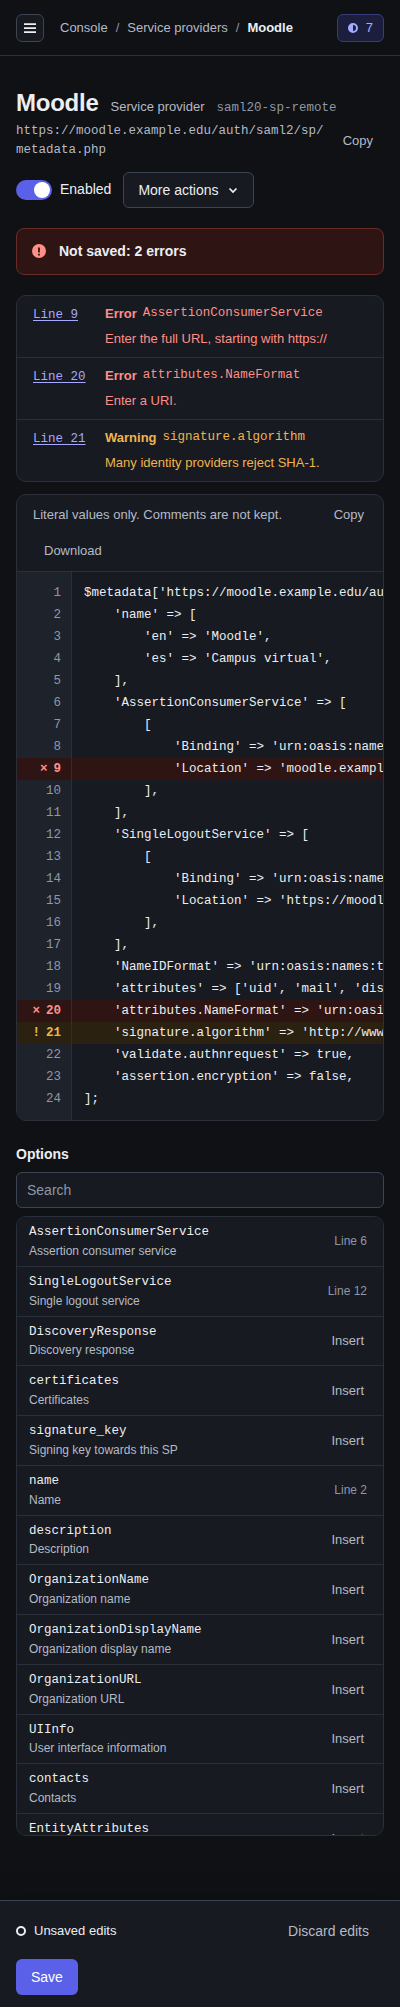 Console / Service providers / Moodle
7
Moodle Service provider saml20-sp-remote
https://moodle.example.edu/auth/saml2/sp/
metadata.php
Copy
Enabled
More actions
Not saved: 2 errors
Line 9 Error AssertionConsumerService
Enter the full URL, starting with https://
Line 20 Error attributes.NameFormat
Enter a URI.
Line 21 Warning signature.algorithm
Many identity providers reject SHA-1.
Literal values only. Comments are not kept. Copy
Download
1 $metadata['https://moodle.example.edu/au
2 'name' => [
3 'en' => 'Moodle',
4 'es' => 'Campus virtual',
5 ],
6 'AssertionConsumerService' => [
7 [
8 'Binding' => 'urn:oasis:name
× 9 'Location' => 'moodle.exampl
10 ],
11 ],
12 'SingleLogoutService' => [
13 [
14 'Binding' => 'urn:oasis:name
15 'Location' => 'https://moodl
16 ],
17 ],
18 'NameIDFormat' => 'urn:oasis:names:t
19 'attributes' => ['uid', 'mail', 'dis
× 20 'attributes.NameFormat' => 'urn:oasi
! 21 'signature.algorithm' => 'http://www
22 'validate.authnrequest' => true,
23 'assertion.encryption' => false,
24 ];
Options
Search
AssertionConsumerService
Assertion consumer service
Line 6
SingleLogoutService
Single logout service
Line 12
DiscoveryResponse
Discovery response
Insert
certificates
Certificates
Insert
signature_key
Signing key towards this SP
Insert
name
Name
Line 2
description
Description
Insert
OrganizationName
Organization name
Insert
OrganizationDisplayName
Organization display name
Insert
OrganizationURL
Organization URL
Insert
UIInfo
User interface information
Insert
contacts
Contacts
Insert
EntityAttributes
Unsaved edits
Discard edits
Save